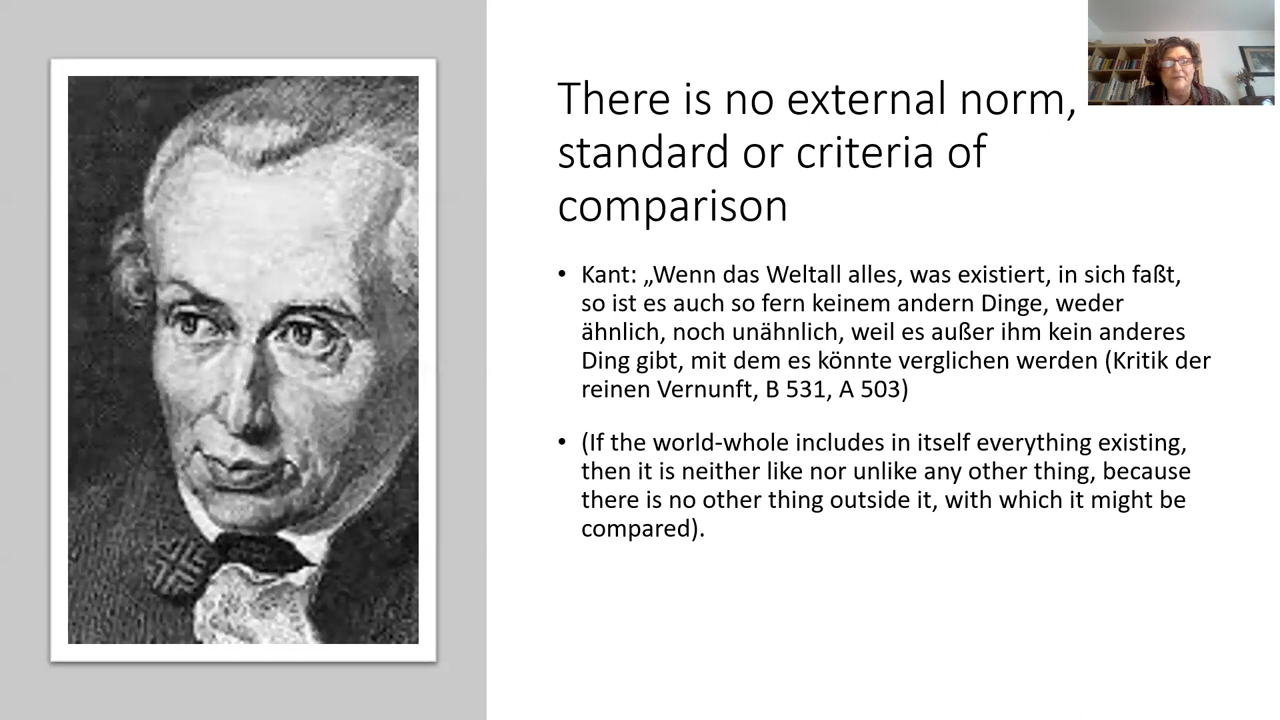 There is no external norm,
standard or criteria of
comparison
• Kant: „Wenn das Weltall alles, was existiert, in sich faßt,
so ist es auch so fern keinem andern Dinge, weder
ähnlich, noch unähnlich, weil es außer ihm kein anderes
Ding gibt, mit dem es könnte verglichen werden (Kritik der
reinen Vernunft, B 531, A 503)
• (If the world-whole includes in itself everything existing,
then it is neither like nor unlike any other thing, because
there is no other thing outside it, with which it might be
compared).